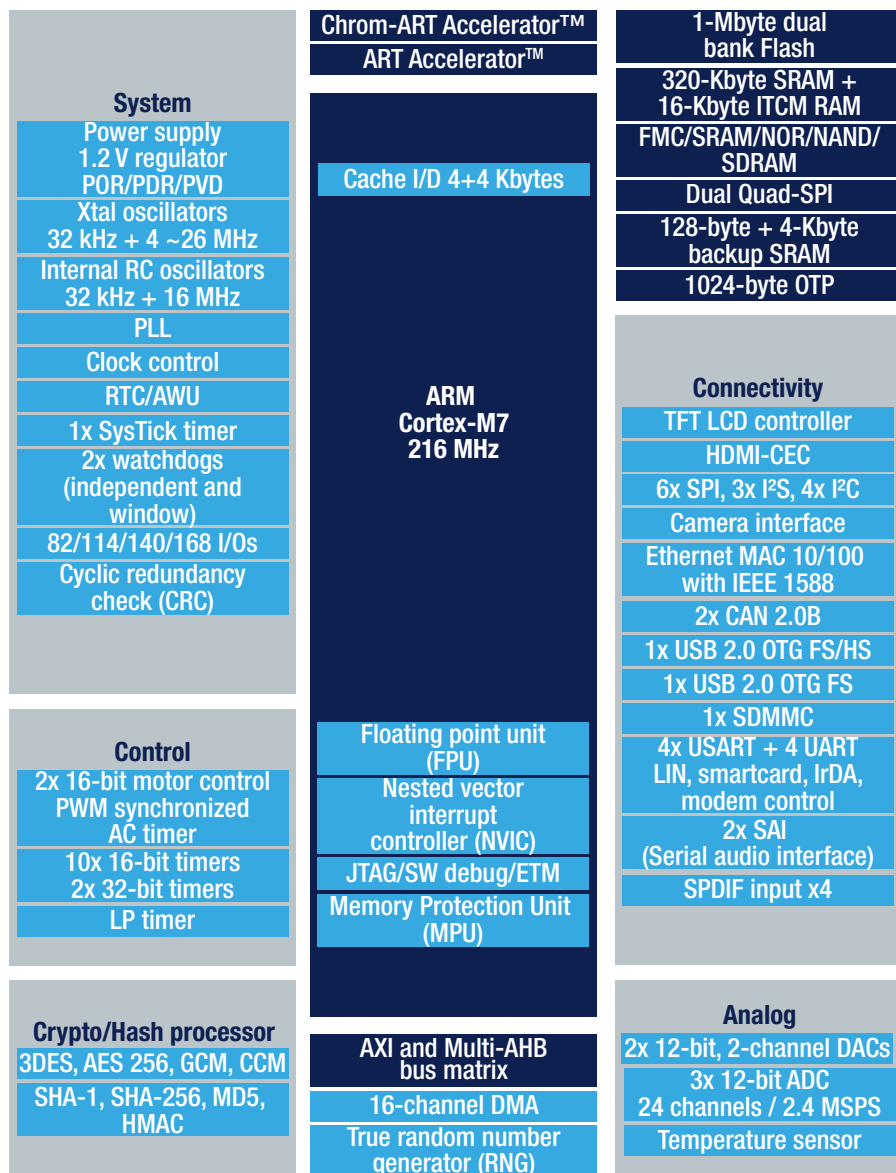 System
Power supply
1.2 V regulator
POR/PDR/PVD
Xtal oscillators
32 kHz + 4 ~26 MHz
Internal RC oscillators
32 kHz + 16 MHz
PLL
Clock control
RTC/AWU
1x SysTick timer
2x watchdogs
(independent and
window)
82/114/140/168 I/Os
Cyclic redundancy
check (CRC)
Control
2x 16-bit motor control
PWM synchronized
AC timer
10x 16-bit timers
2x 32-bit timers
LP timer
Crypto/Hash processor
3DES, AES 256, GCM, CCM
SHA-1, SHA-256, MD5,
HMAC
Chrom-ART Accelerator™
ART Accelerator™
Cache I/D 4+4 Kbytes
ARM
Cortex-M7
216 MHz
Floating point unit
(FPU)
Nested vector
interrupt
controller (NVIC)
JTAG/SW debug/ETM
Memory Protection Unit
(MPU)
AXI and Multi-AHB
bus matrix
16-channel DMA
True random number
generator (RNG)
1-Mbyte dual
bank Flash
320-Kbyte SRAM +
16-Kbyte ITCM RAM
FMC/SRAM/NOR/NAND/
SDRAM
Dual Quad-SPI
128-byte + 4-Kbyte
backup SRAM
1024-byte OTP
Connectivity
TFT LCD controller
HDMI-CEC
6x SPI, 3x I²S, 4x I²C
Camera interface
Ethernet MAC 10/100
with IEEE 1588
2x CAN 2.0B
1x USB 2.0 OTG FS/HS
1x USB 2.0 OTG FS
1x SDMMC
4x USART + 4 UART
LIN, smartcard, IrDA,
modem control
2x SAI
(Serial audio interface)
SPDIF input x4
Analog
2x 12-bit, 2-channel DACs
3x 12-bit ADC
24 channels / 2.4 MSPS
Temperature sensor